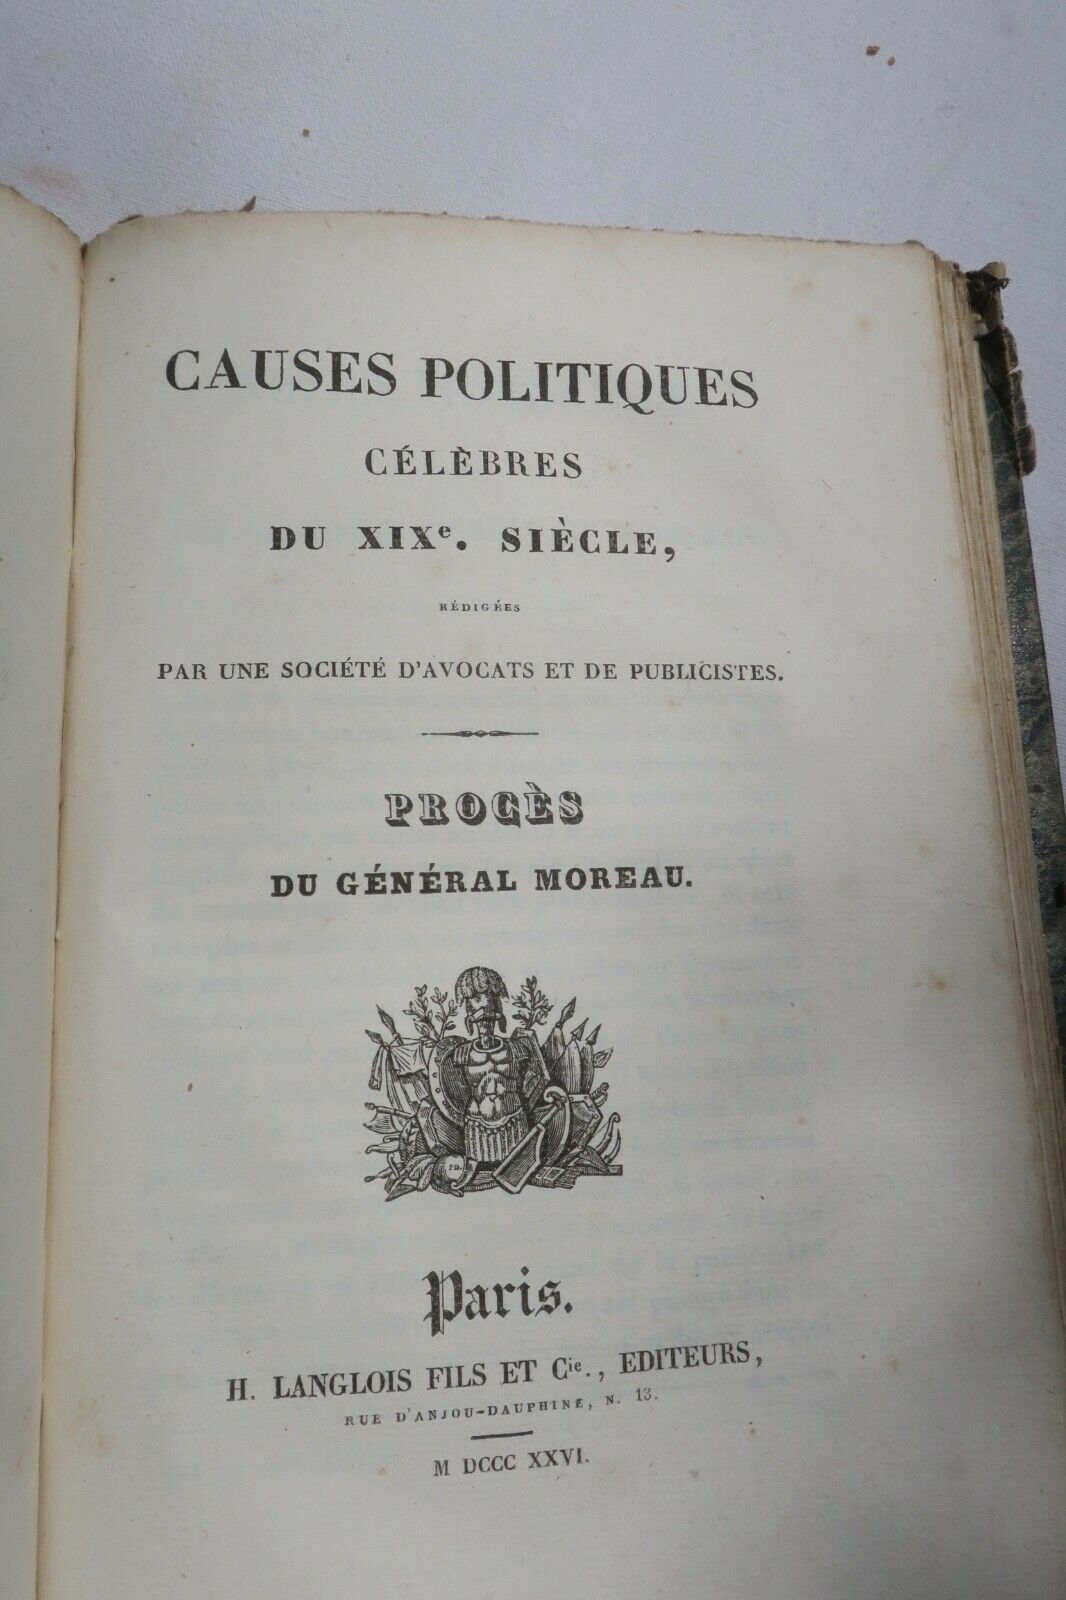 CAUSES POLITIQUES
CÉLÈBRES
DU XIXe. SIÈCLE,
RÉDIGÉES
PAR UNE SOCIÉTÉ D'AVOCATS ET DE PUBLICISTES.
PROCÈS
DU GÉNÉRAL MOREAU.
Paris.
H. LANGLOIS FILS ET Cie., EDITEURS,
RUE D'ANJOU-DAUPHINE, N. 13.
M DCCC XXVI.